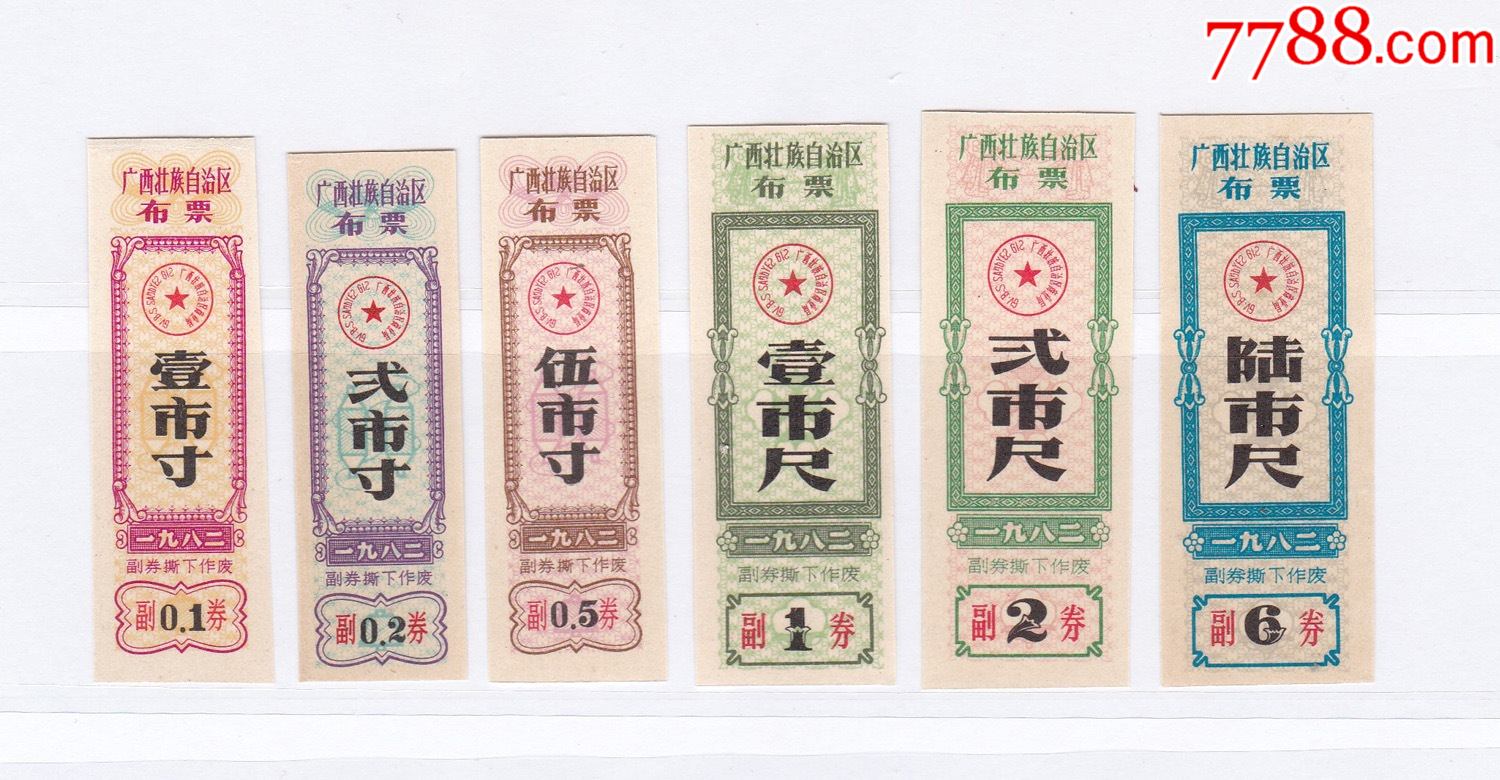 7788.com
广西壮族自治区
布票
壹市寸
一九八二
副券撕下作废
副0.1券
广西壮族自治区
布票
弍市寸
一九八二
副券撕下作废
副0.2券
广西壮族自治区
布票
伍市寸
一九八二
副券撕下作废
副0.5券
广西壮族自治区
布票
壹市尺
一九八二
副券撕下作废
副1券
广西壮族自治区
布票
弍市尺
一九八二
副券撕下作废
副2券
广西壮族自治区
布票
陆市尺
一九八二
副券撕下作废
副6券